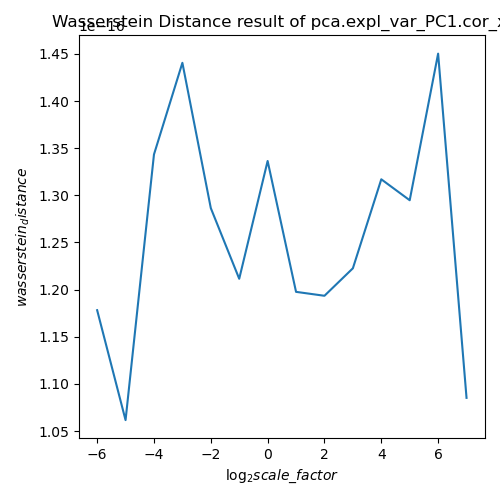 Wasserstein Distance result of pca.expl_var_PC1.cor_x
1e−16
1.45
1.40
1.35
1.30
1.25
1.20
1.15
1.10
1.05
wasserstein_distance
−6 −4 −2 0 2 4 6
log₂scale_factor